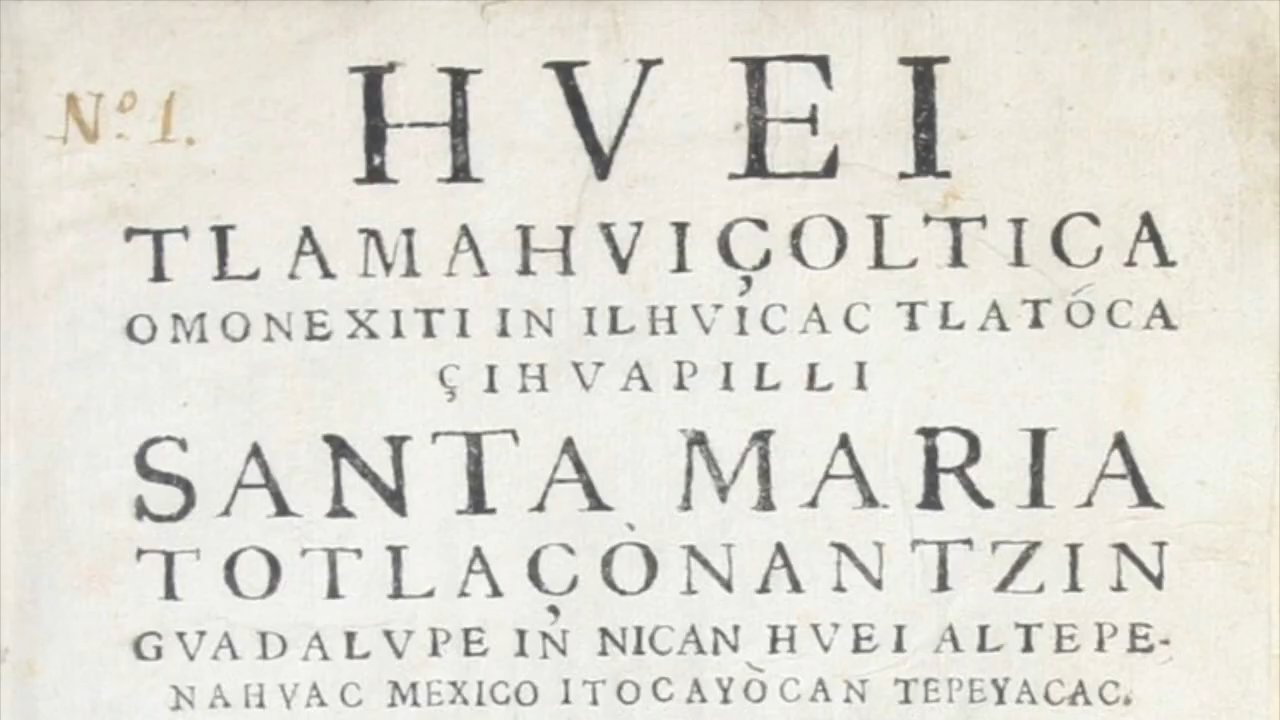 Nº 1.
HVEI
TLAMAHVIÇOLTICA
OMONEXITI IN ILHVICAC TLATÓCA
ÇIHVAPILLI
SANTA MARIA
TOTLAÇÒNANTZIN
GVADALVPE IN NICAN HVEI ALTEPE-
NAHVAC MEXICO ITOCAYÒCAN TEPEYACAC.